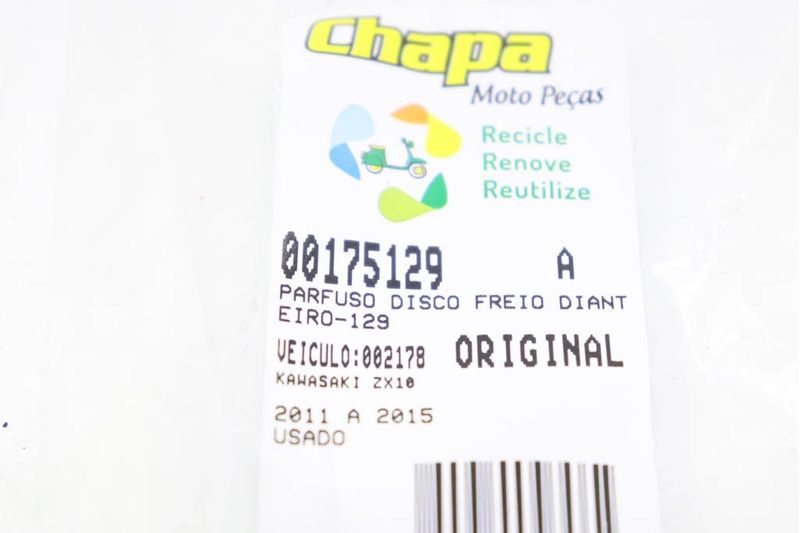 Chapa
Moto Peças
Recicle
Renove
Reutilize
00175129 A
PARFUSO DISCO FREIO DIANT
EIRO-129
VEICULO:002178 ORIGINAL
KAWASAKI ZX10
2011 A 2015
USADO